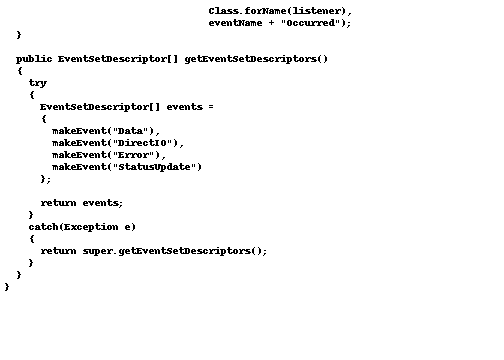 Class.forName(listener),
eventName + "Occurred");
}
public EventSetDescriptor[] getEventSetDescriptors()
{
try
{
EventSetDescriptor[] events =
{
makeEvent("Data"),
makeEvent("DirectIO"),
makeEvent("Error"),
makeEvent("StatusUpdate")
};
return events;
}
catch(Exception e)
{
return super.getEventSetDescriptors();
}
}
}